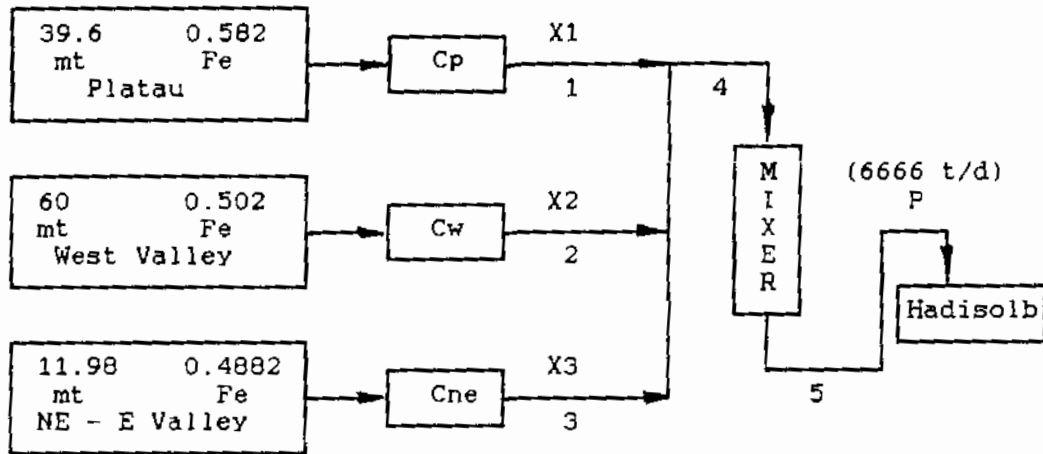 39.6 0.582
mt Fe
Platau
Cp
X1
1
4
60 0.502
mt Fe
West Valley
Cw
X2
2
11.98 0.4882
mt Fe
NE - E Valley
Cne
X3
3
M
I
X
E
R
(6666 t/d)
P
Hadisolb
5